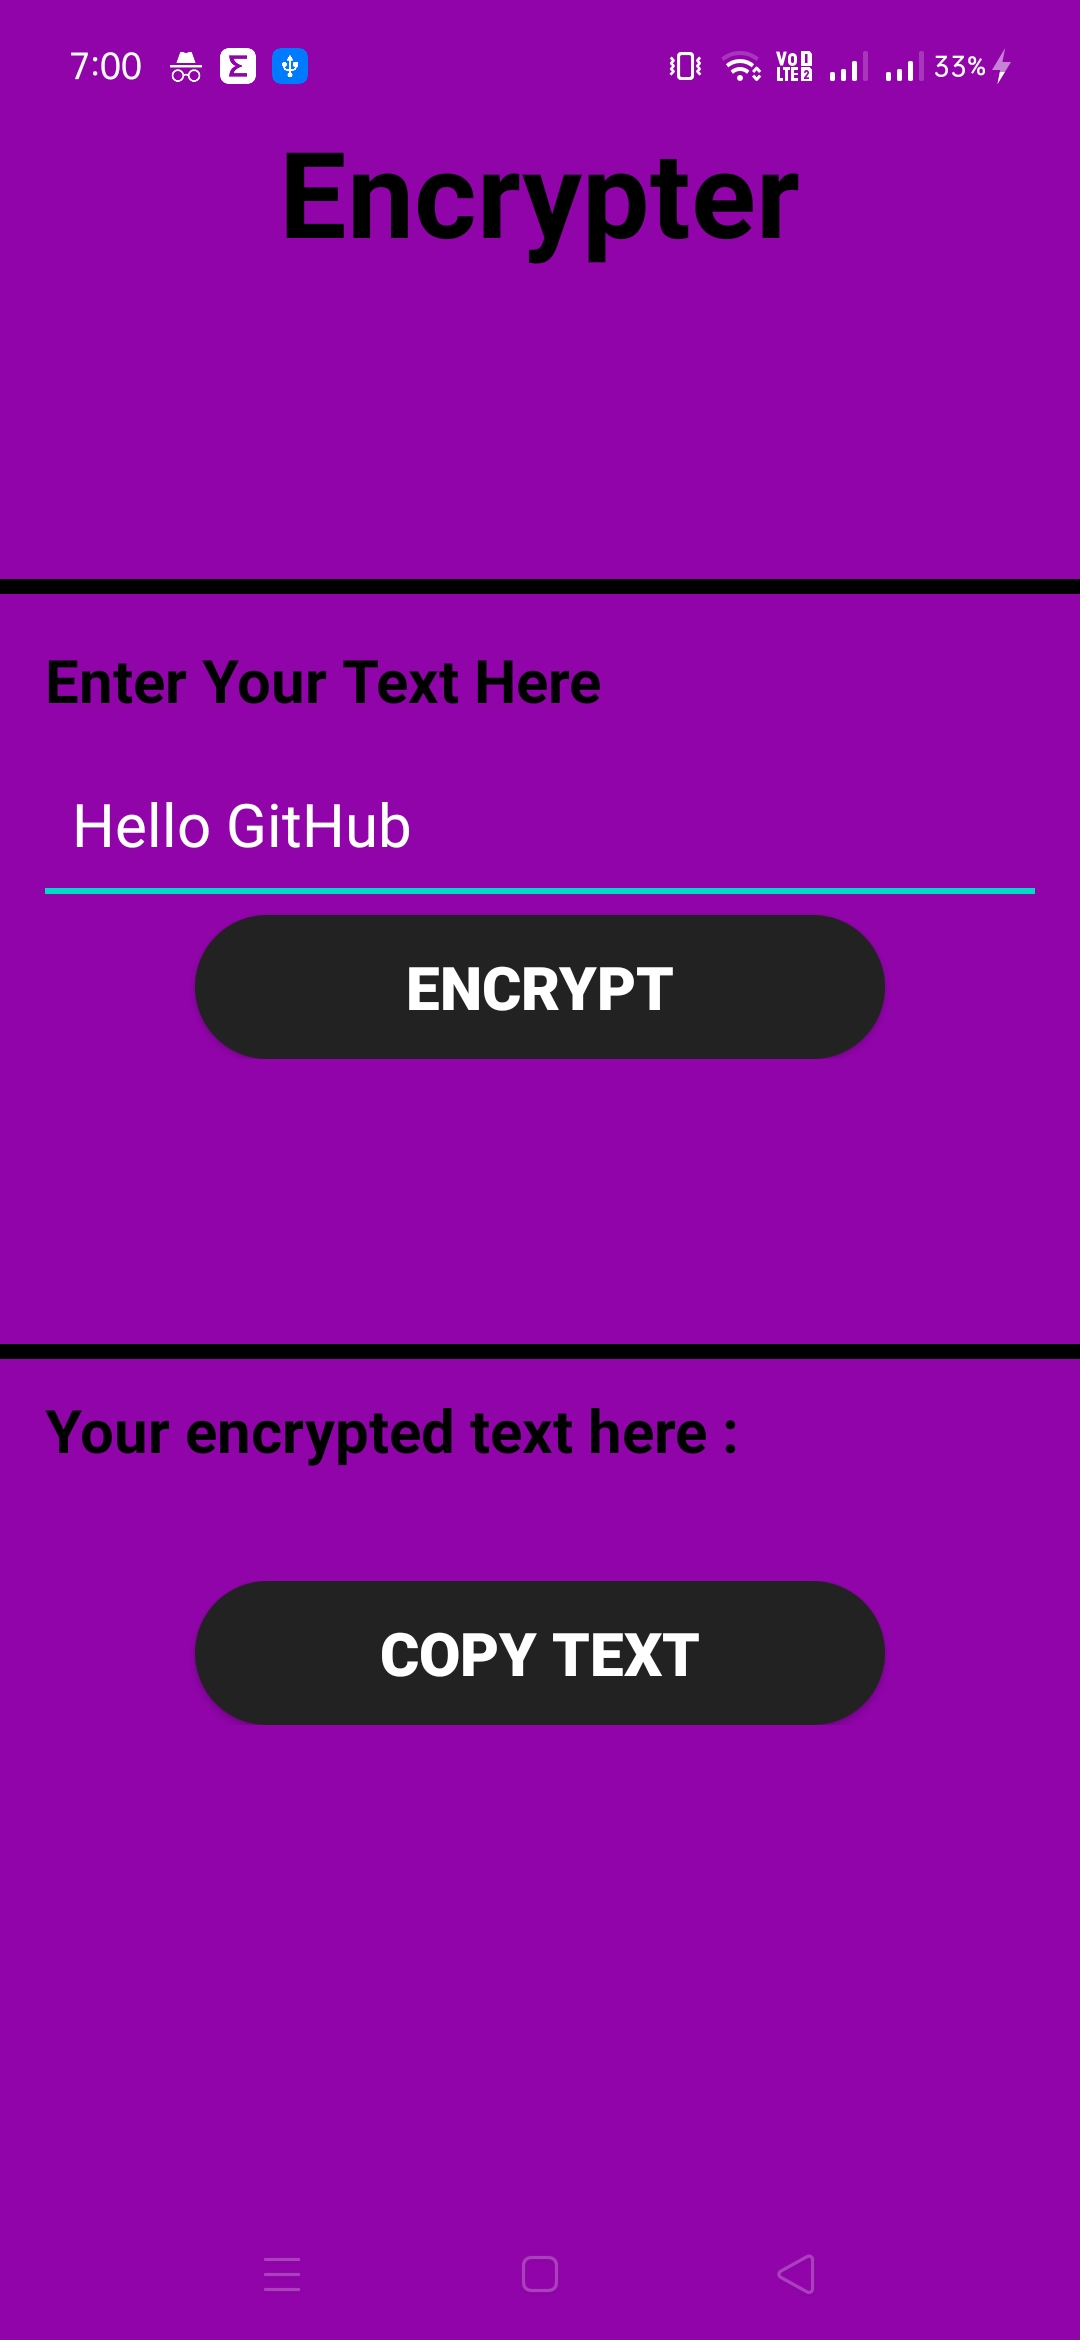 7:00 Vo 1 LTE 2 33%
Encrypter
Enter Your Text Here
Hello GitHub
ENCRYPT
Your encrypted text here :
COPY TEXT